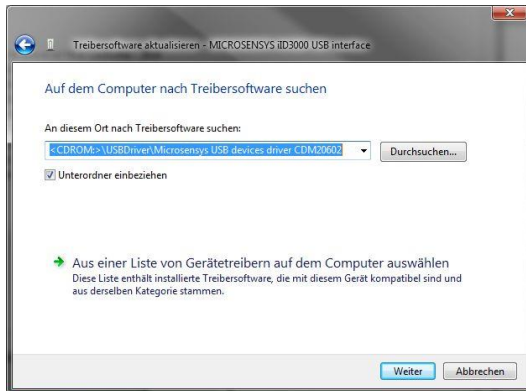 Treibersoftware aktualisieren - MICROSENSYS iID3000 USB interface
Auf dem Computer nach Treibersoftware suchen
An diesem Ort nach Treibersoftware suchen:
<CDROM:>\USBDriver\Microsensys USB devices driver CDM20602
Durchsuchen...
Unterordner einbeziehen
Aus einer Liste von Gerätetreibern auf dem Computer auswählen
Diese Liste enthält installierte Treibersoftware, die mit diesem Gerät kompatibel sind und
aus derselben Kategorie stammen.
Weiter
Abbrechen